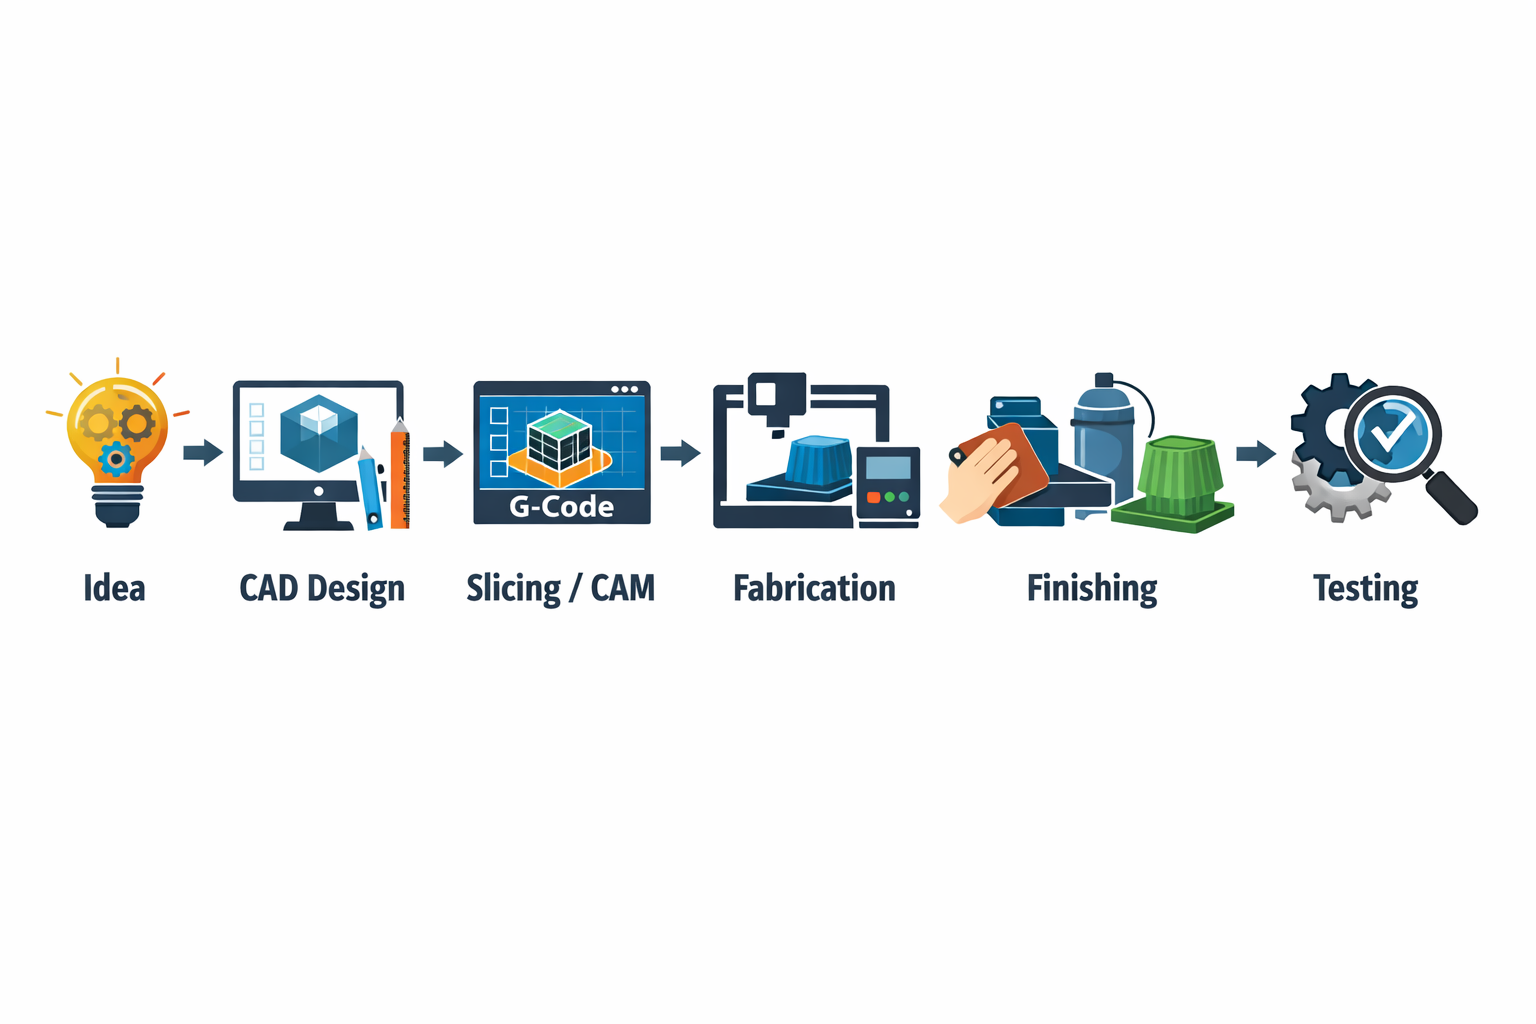 G-Code
Idea
CAD Design
Slicing / CAM
Fabrication
Finishing
Testing